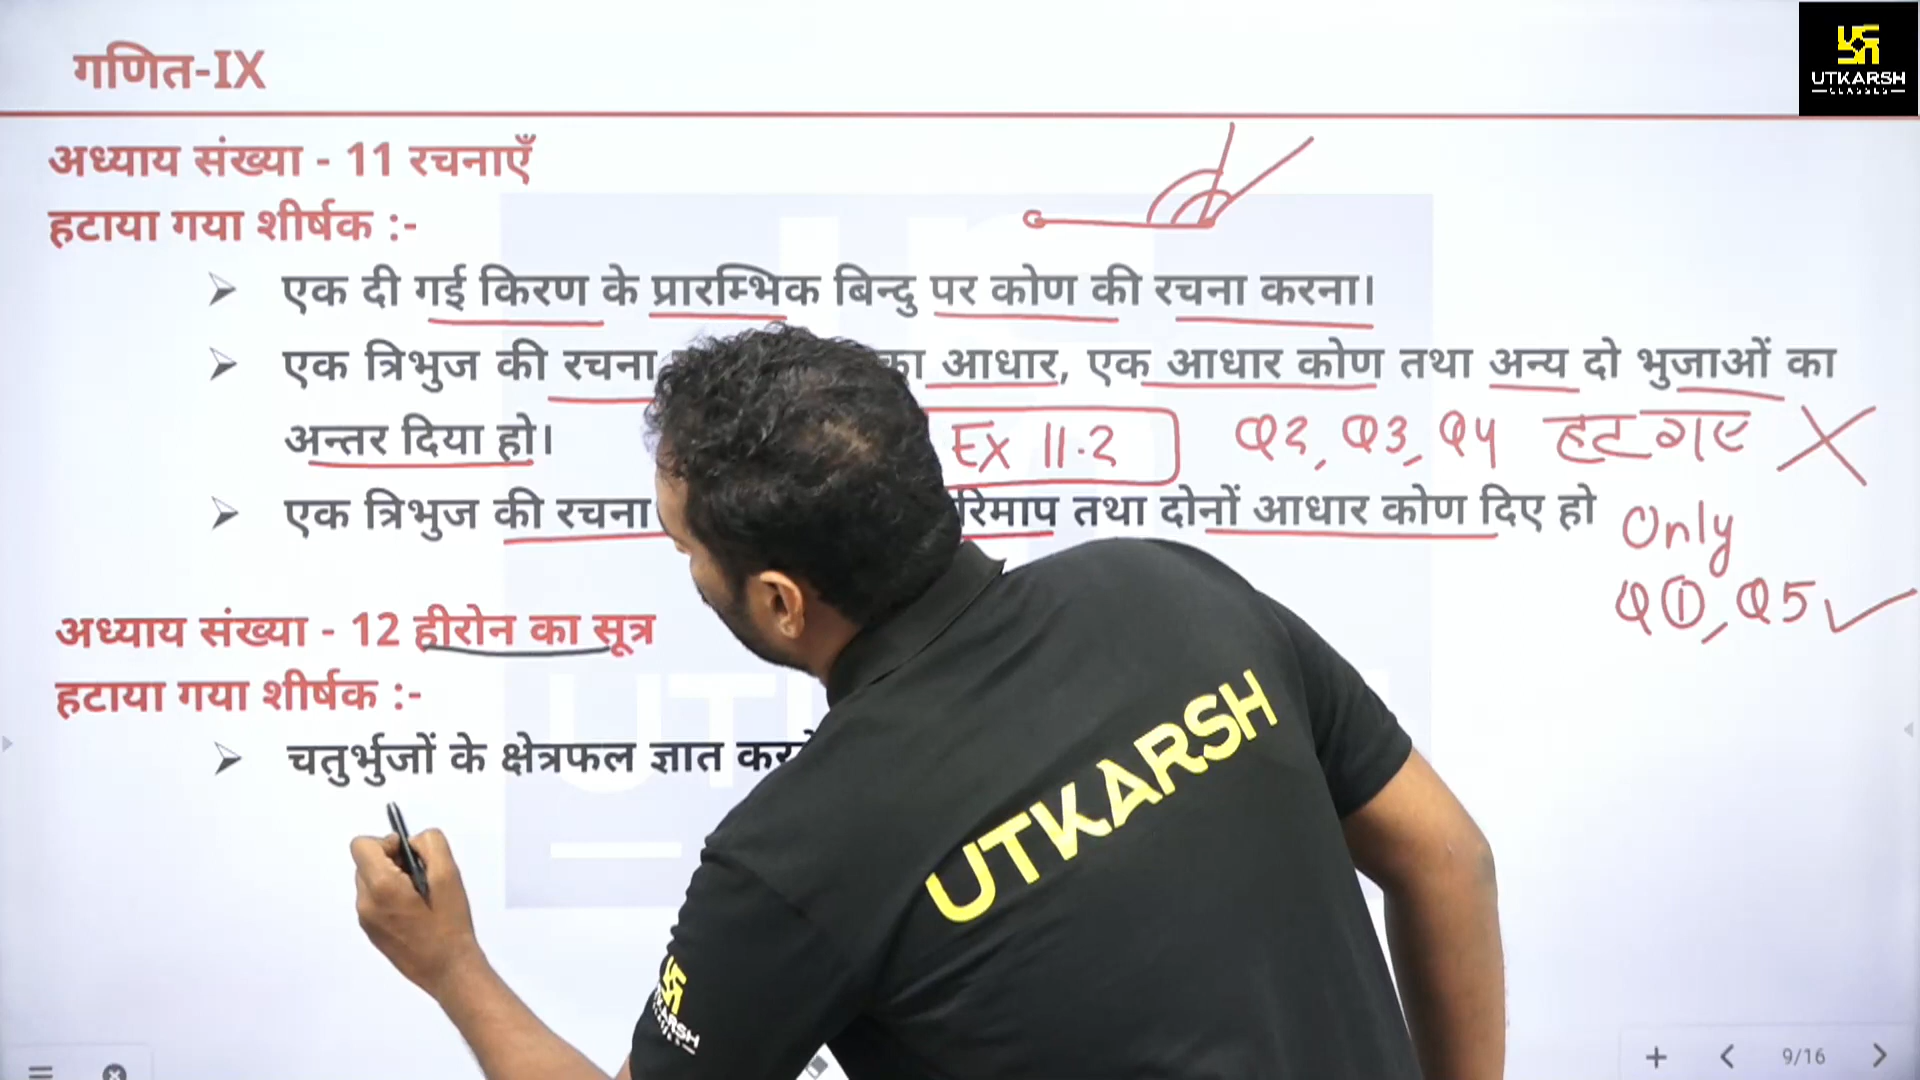 गणित-IX
UTKARSH
CLASSES
अध्याय संख्या - 11 रचनाएँ
हटाया गया शीर्षक :-
एक दी गई किरण के प्रारम्भिक बिन्दु पर कोण की रचना करना।
एक त्रिभुज की रचना का आधार, एक आधार कोण तथा अन्य दो भुजाओं का
अन्तर दिया हो।
Ex 11.2 Q2, Q3, Q4 हट गए
एक त्रिभुज की रचना तथा दोनों आधार कोण दिए हो
Only
Q1, Q5
अध्याय संख्या - 12 हीरोन का सूत्र
हटाया गया शीर्षक :-
चतुर्भुजों के क्षेत्रफल ज्ञात
UTKARSH
9/16